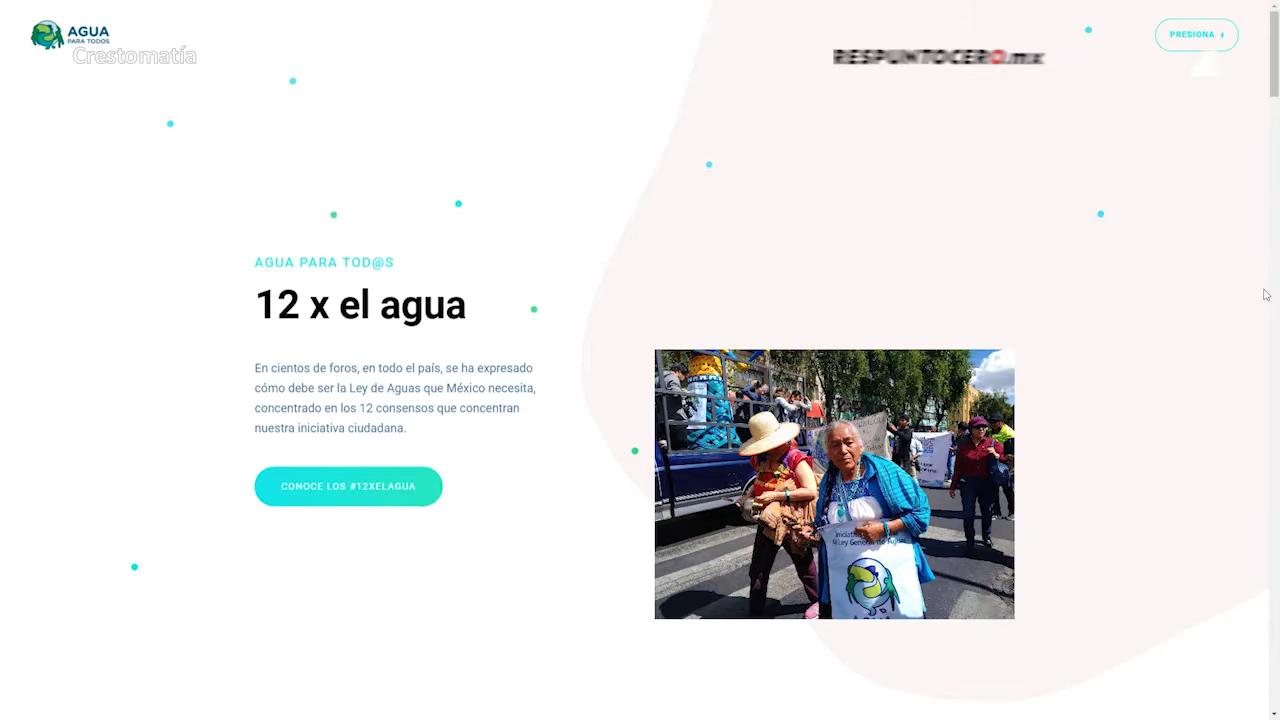 AGUA
PARA TODOS
Crestomatía
RESPUNTOCERO.mx
PRESIONA
AGUA PARA TOD@S
12 x el agua
En cientos de foros, en todo el país, se ha expresado
cómo debe ser la Ley de Aguas que México necesita,
concentrado en los 12 consensos que concentran
nuestra iniciativa ciudadana.
CONOCE LOS #12XELAGUA